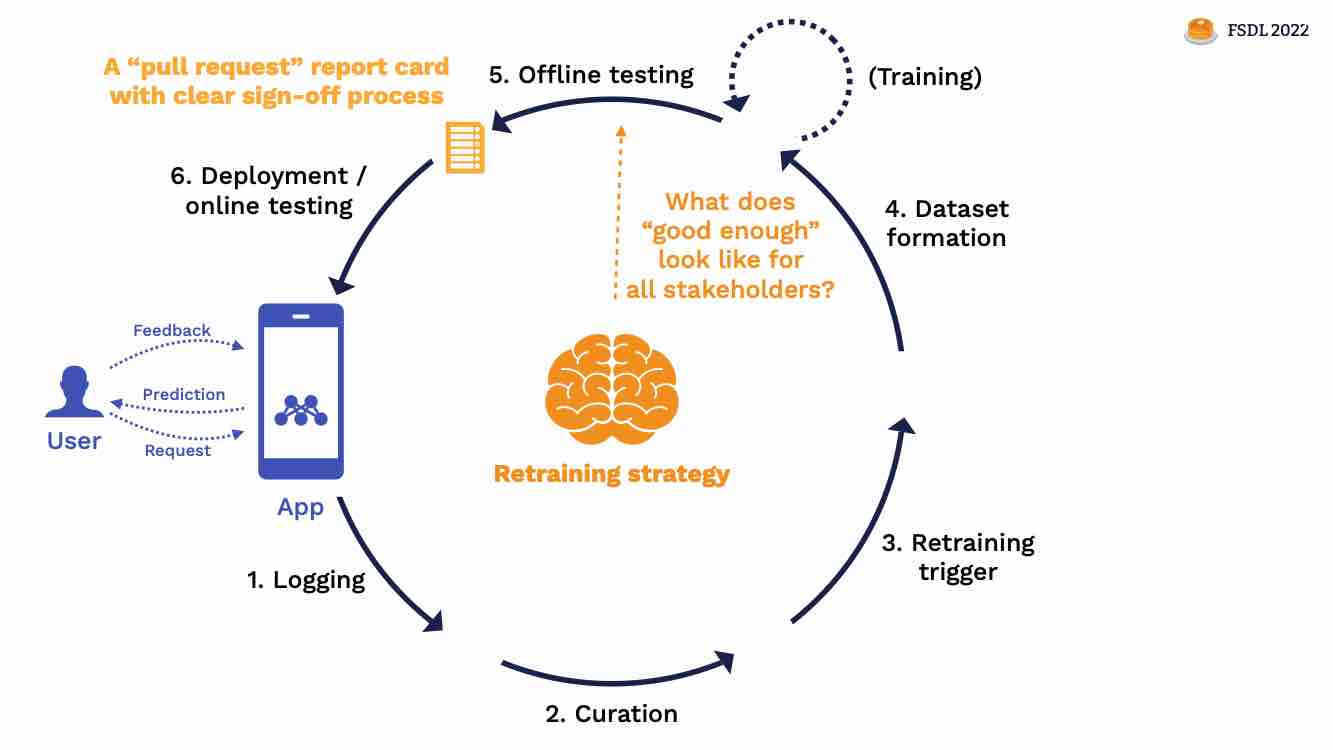 FSDL 2022
A “pull request” report card
with clear sign-off process
5. Offline testing
(Training)
6. Deployment /
online testing
What does
“good enough”
look like for
all stakeholders?
4. Dataset
formation
Feedback
Prediction
Request
User
App
Retraining strategy
3. Retraining
trigger
1. Logging
2. Curation